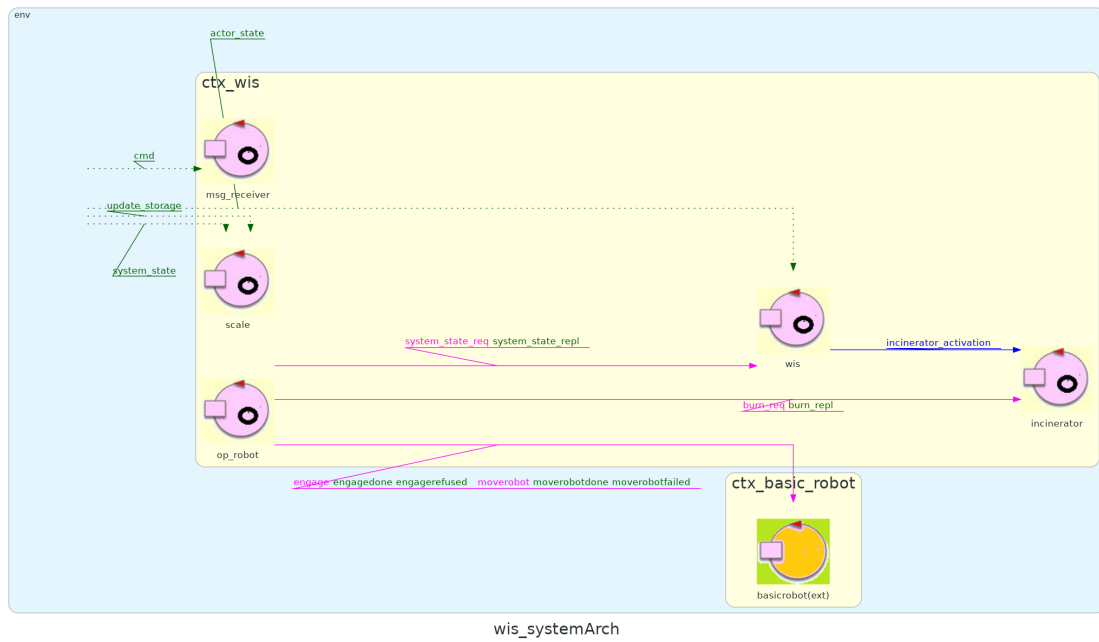 env
actor_state
ctx_wis
cmd
msg_receiver
update_storage
system_state
scale
system_state_req system_state_repl
incinerator_activation
wis
burn_req burn_repl
incinerator
op_robot
engage engagedone engagerefused moverobot moverobotdone moverobotfailed
ctx_basic_robot
basicrobot(ext)
wis_systemArch